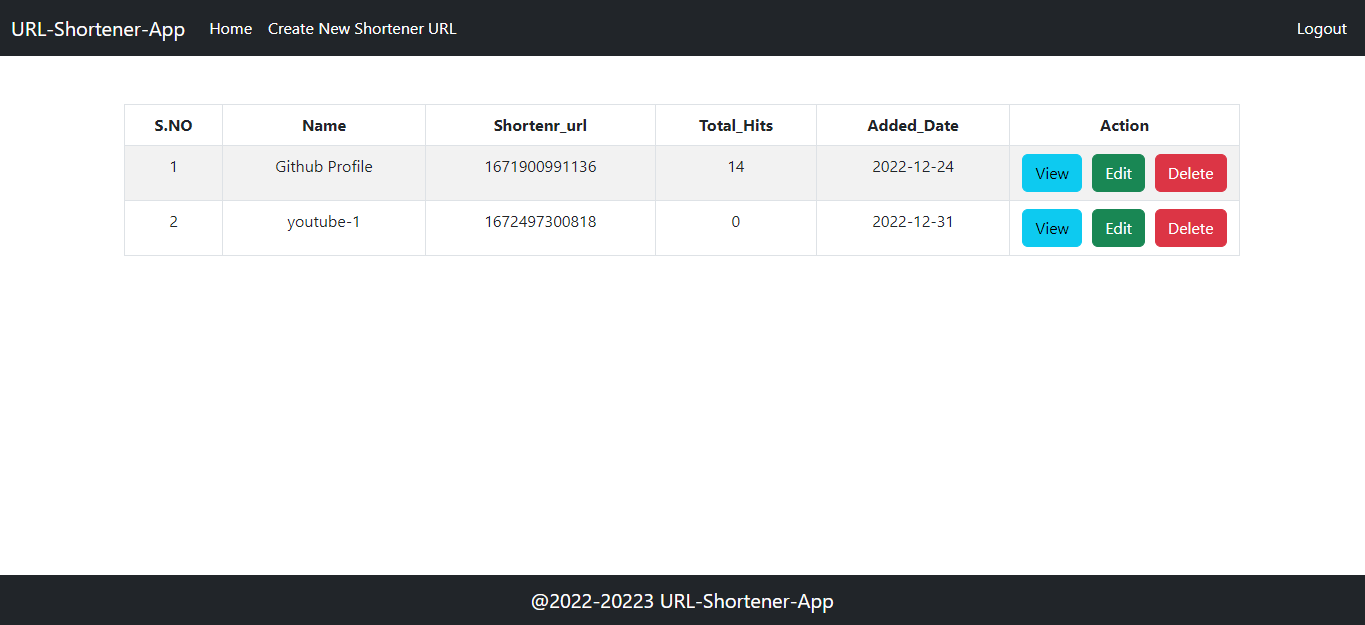 URL-Shortener-App Home Create New Shortener URL Logout
S.NO Name Shortenr_url Total_Hits Added_Date Action
1 Github Profile 1671900991136 14 2022-12-24 View Edit Delete
2 youtube-1 1672497300818 0 2022-12-31 View Edit Delete
@2022-20223 URL-Shortener-App